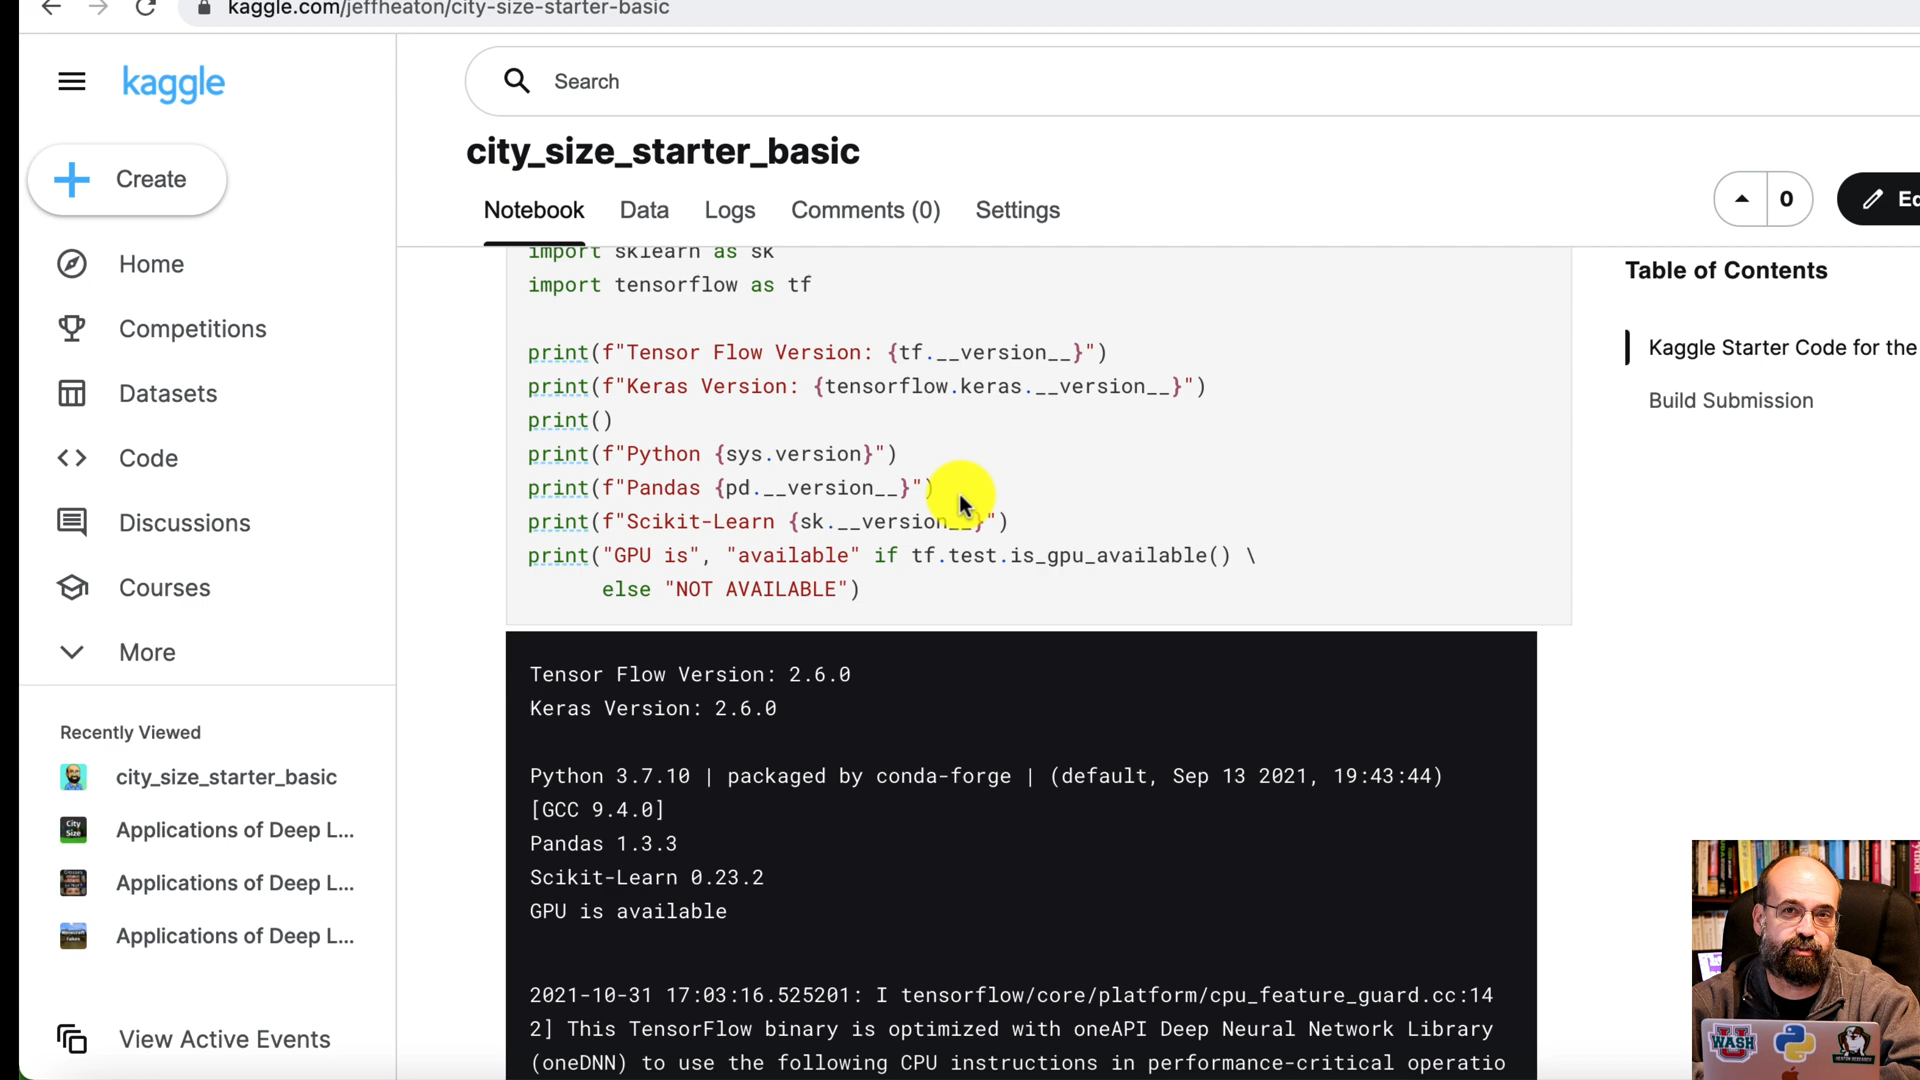 kaggle.com/jeffheaton/city-size-starter-basic
kaggle
Search
Create
Home
Competitions
Datasets
Code
Discussions
Courses
More
Recently Viewed
city_size_starter_basic
Applications of Deep L...
Applications of Deep L...
Applications of Deep L...
View Active Events
city_size_starter_basic
Notebook Data Logs Comments (0) Settings
0
import sklearn as sk
import tensorflow as tf
print(f"Tensor Flow Version: {tf.__version__}")
print(f"Keras Version: {tensorflow.keras.__version__}")
print()
print(f"Python {sys.version}")
print(f"Pandas {pd.__version__}")
print(f"Scikit-Learn {sk.__version__}")
print("GPU is", "available" if tf.test.is_gpu_available() \
else "NOT AVAILABLE")
Tensor Flow Version: 2.6.0
Keras Version: 2.6.0
Python 3.7.10 | packaged by conda-forge | (default, Sep 13 2021, 19:43:44)
[GCC 9.4.0]
Pandas 1.3.3
Scikit-Learn 0.23.2
GPU is available
2021-10-31 17:03:16.525201: I tensorflow/core/platform/cpu_feature_guard.cc:14
2] This TensorFlow binary is optimized with oneAPI Deep Neural Network Library
(oneDNN) to use the following CPU instructions in performance-critical operatio
Table of Contents
Kaggle Starter Code for the
Build Submission
City
Size
WASH